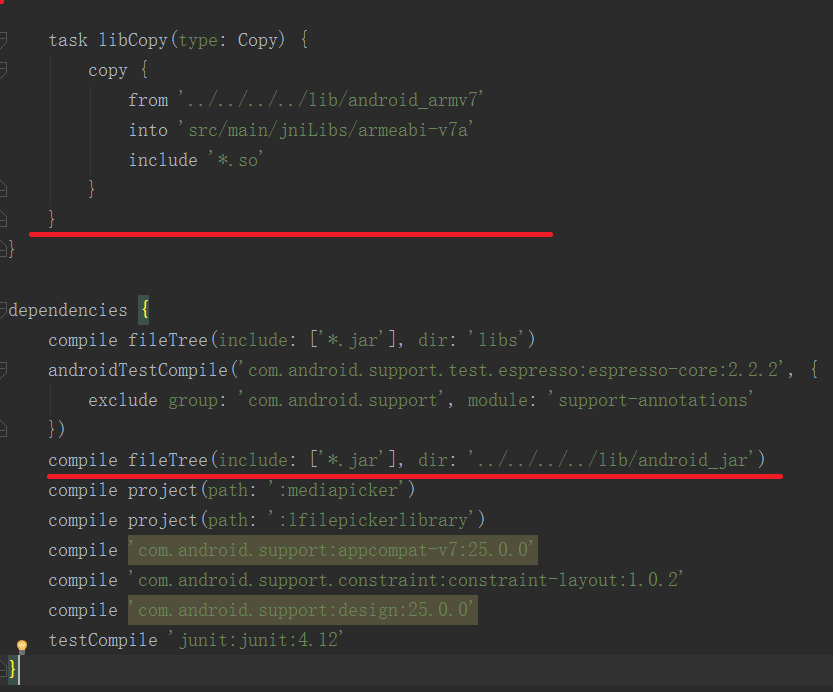 task libCopy(type: Copy) {
copy {
from '../../../../lib/android_armv7'
into 'src/main/jniLibs/armeabi-v7a'
include '*.so'
}
}
}
dependencies {
compile fileTree(include: ['*.jar'], dir: 'libs')
androidTestCompile('com.android.support.test.espresso:espresso-core:2.2.2', {
exclude group: 'com.android.support', module: 'support-annotations'
})
compile fileTree(include: ['*.jar'], dir: '../../../../lib/android_jar')
compile project(path: ':mediapicker')
compile project(path: ':lfilepickerlibrary')
compile 'com.android.support:appcompat-v7:25.0.0'
compile 'com.android.support.constraint:constraint-layout:1.0.2'
compile 'com.android.support:design:25.0.0'
testCompile 'junit:junit:4.12'
}